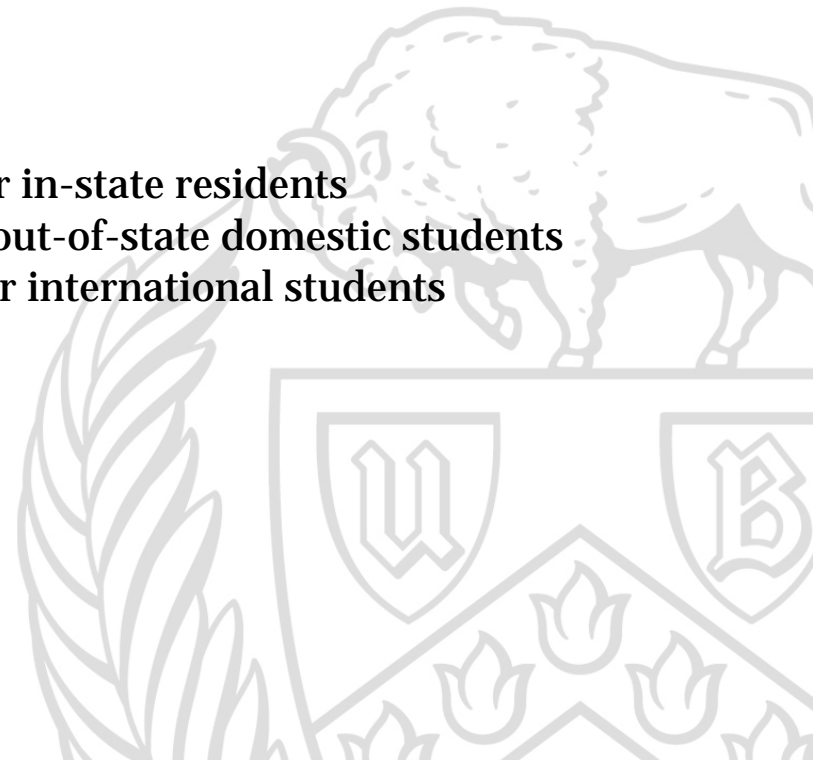 r in-state residents
out-of-state domestic students
r international students
U B